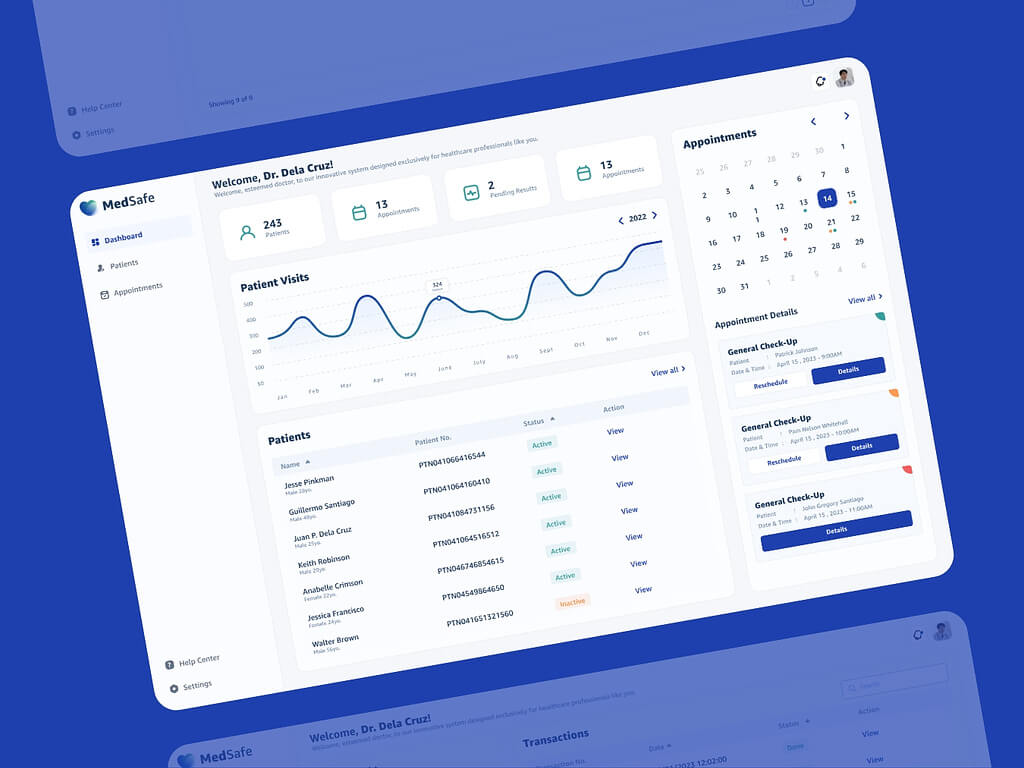 Help Center
Settings
Showing 9 of 9
MedSafe
Dashboard
Patients
Appointments
Help Center
Settings
Welcome, Dr. Dela Cruz!
Welcome, esteemed doctor, to our innovative system designed exclusively for healthcare professionals like you.
243
Patients
13
Appointments
2
Pending Results
13
Appointments
Patient Visits
2022
500
400
300
200
100
50
324
Jan Feb Mar Apr May June July Aug Sept Oct Nov Dec
Patients
View all
Name Patient No. Status Action
Jesse Pinkman PTN041066416544 Active View
Guillermo Santiago PTN041064160410 Active View
Male 49yo.
Juan P. Dela Cruz PTN041084731156 Active View
Male 25yo.
Keith Robinson PTN041064516512 Active View
Male 20yo.
Anabelle Crimson PTN046746854615 Active View
Female 22yo.
Jessica Francisco PTN04549864650 Active View
Female 24yo.
Walter Brown PTN041651321560 Inactive View
Male 56yo.
Appointments
25 26 27 28 29 30 1
2 3 4 5 6 7 8
9 10 11 12 13 14 15
16 17 18 19 20 21 22
23 24 25 26 27 28 29
30 31 1 2 3 4 6
Appointment Details
View all
General Check-Up
Patient : Patrick Johnson
Date & Time : April 15 , 2023 - 9:00AM
Reschedule Details
General Check-Up
Patient : Pam Nelson Whitehall
Date & Time : April 15 , 2023 - 10:00AM
Reschedule Details
General Check-Up
Patient : John Gregory Santiago
Date & Time : April 15 , 2023 - 11:00AM
Details
MedSafe
Welcome, Dr. Dela Cruz!
Welcome, esteemed doctor, to our innovative system designed exclusively for healthcare professionals like you.
Search
Transactions
Transaction No. Date Status Action
2023 12:02:00 Done View
View